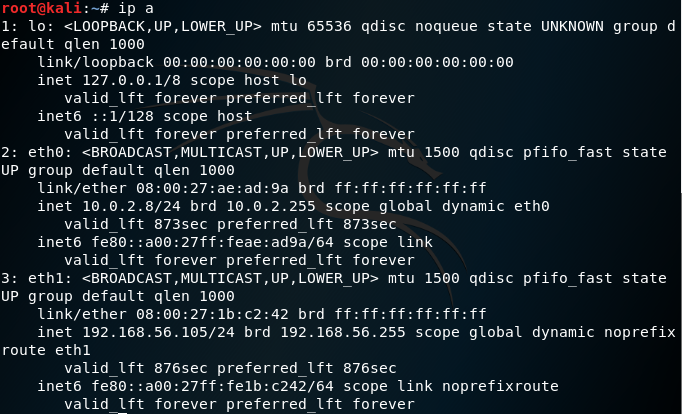 root@kali:~# ip a
1: lo: <LOOPBACK,UP,LOWER_UP> mtu 65536 qdisc noqueue state UNKNOWN group d
efault qlen 1000
    link/loopback 00:00:00:00:00:00 brd 00:00:00:00:00:00
    inet 127.0.0.1/8 scope host lo
       valid_lft forever preferred_lft forever
    inet6 ::1/128 scope host
       valid_lft forever preferred_lft forever
2: eth0: <BROADCAST,MULTICAST,UP,LOWER_UP> mtu 1500 qdisc pfifo_fast state
UP group default qlen 1000
    link/ether 08:00:27:ae:ad:9a brd ff:ff:ff:ff:ff:ff
    inet 10.0.2.8/24 brd 10.0.2.255 scope global dynamic eth0
       valid_lft 873sec preferred_lft 873sec
    inet6 fe80::a00:27ff:feae:ad9a/64 scope link
       valid_lft forever preferred_lft forever
3: eth1: <BROADCAST,MULTICAST,UP,LOWER_UP> mtu 1500 qdisc pfifo_fast state
UP group default qlen 1000
    link/ether 08:00:27:1b:c2:42 brd ff:ff:ff:ff:ff:ff
    inet 192.168.56.105/24 brd 192.168.56.255 scope global dynamic noprefix
route eth1
       valid_lft 876sec preferred_lft 876sec
    inet6 fe80::a00:27ff:fe1b:c242/64 scope link noprefixroute
       valid_lft forever preferred_lft forever